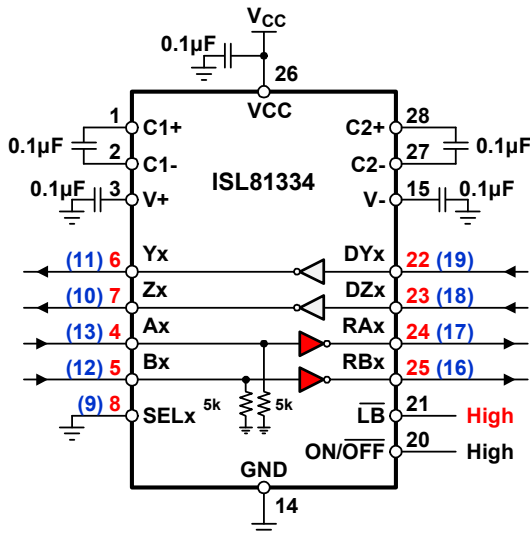 VCC
0.1µF
26
VCC
1 C1+ C2+ 28
0.1µF 0.1µF
2 C1- C2- 27
ISL81334
0.1µF 3 V+ V- 15 0.1µF
(11) 6 Yx DYx 22 (19)
(10) 7 Zx DZx 23 (18)
(13) 4 Ax RAx 24 (17)
(12) 5 Bx RBx 25 (16)
(9) 8 SELx 5k 5k LB 21 High
ON/OFF 20 High
GND
14